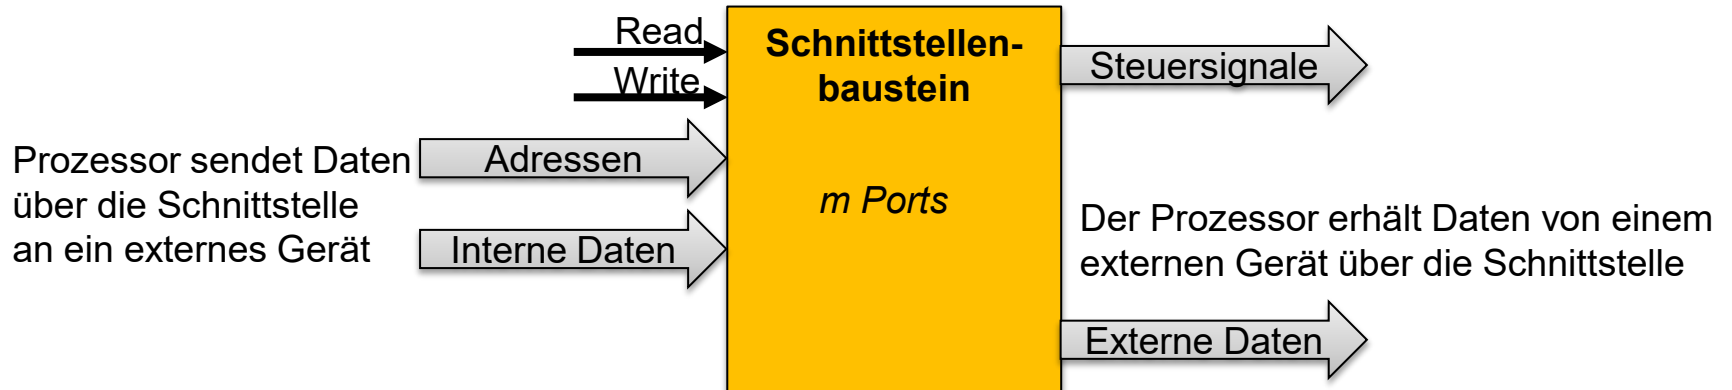 Read
Write
Schnittstellen-
baustein
Steuersignale
Prozessor sendet Daten
über die Schnittstelle
an ein externes Gerät
Adressen
Interne Daten
m Ports
Der Prozessor erhält Daten von einem
externen Gerät über die Schnittstelle
Externe Daten